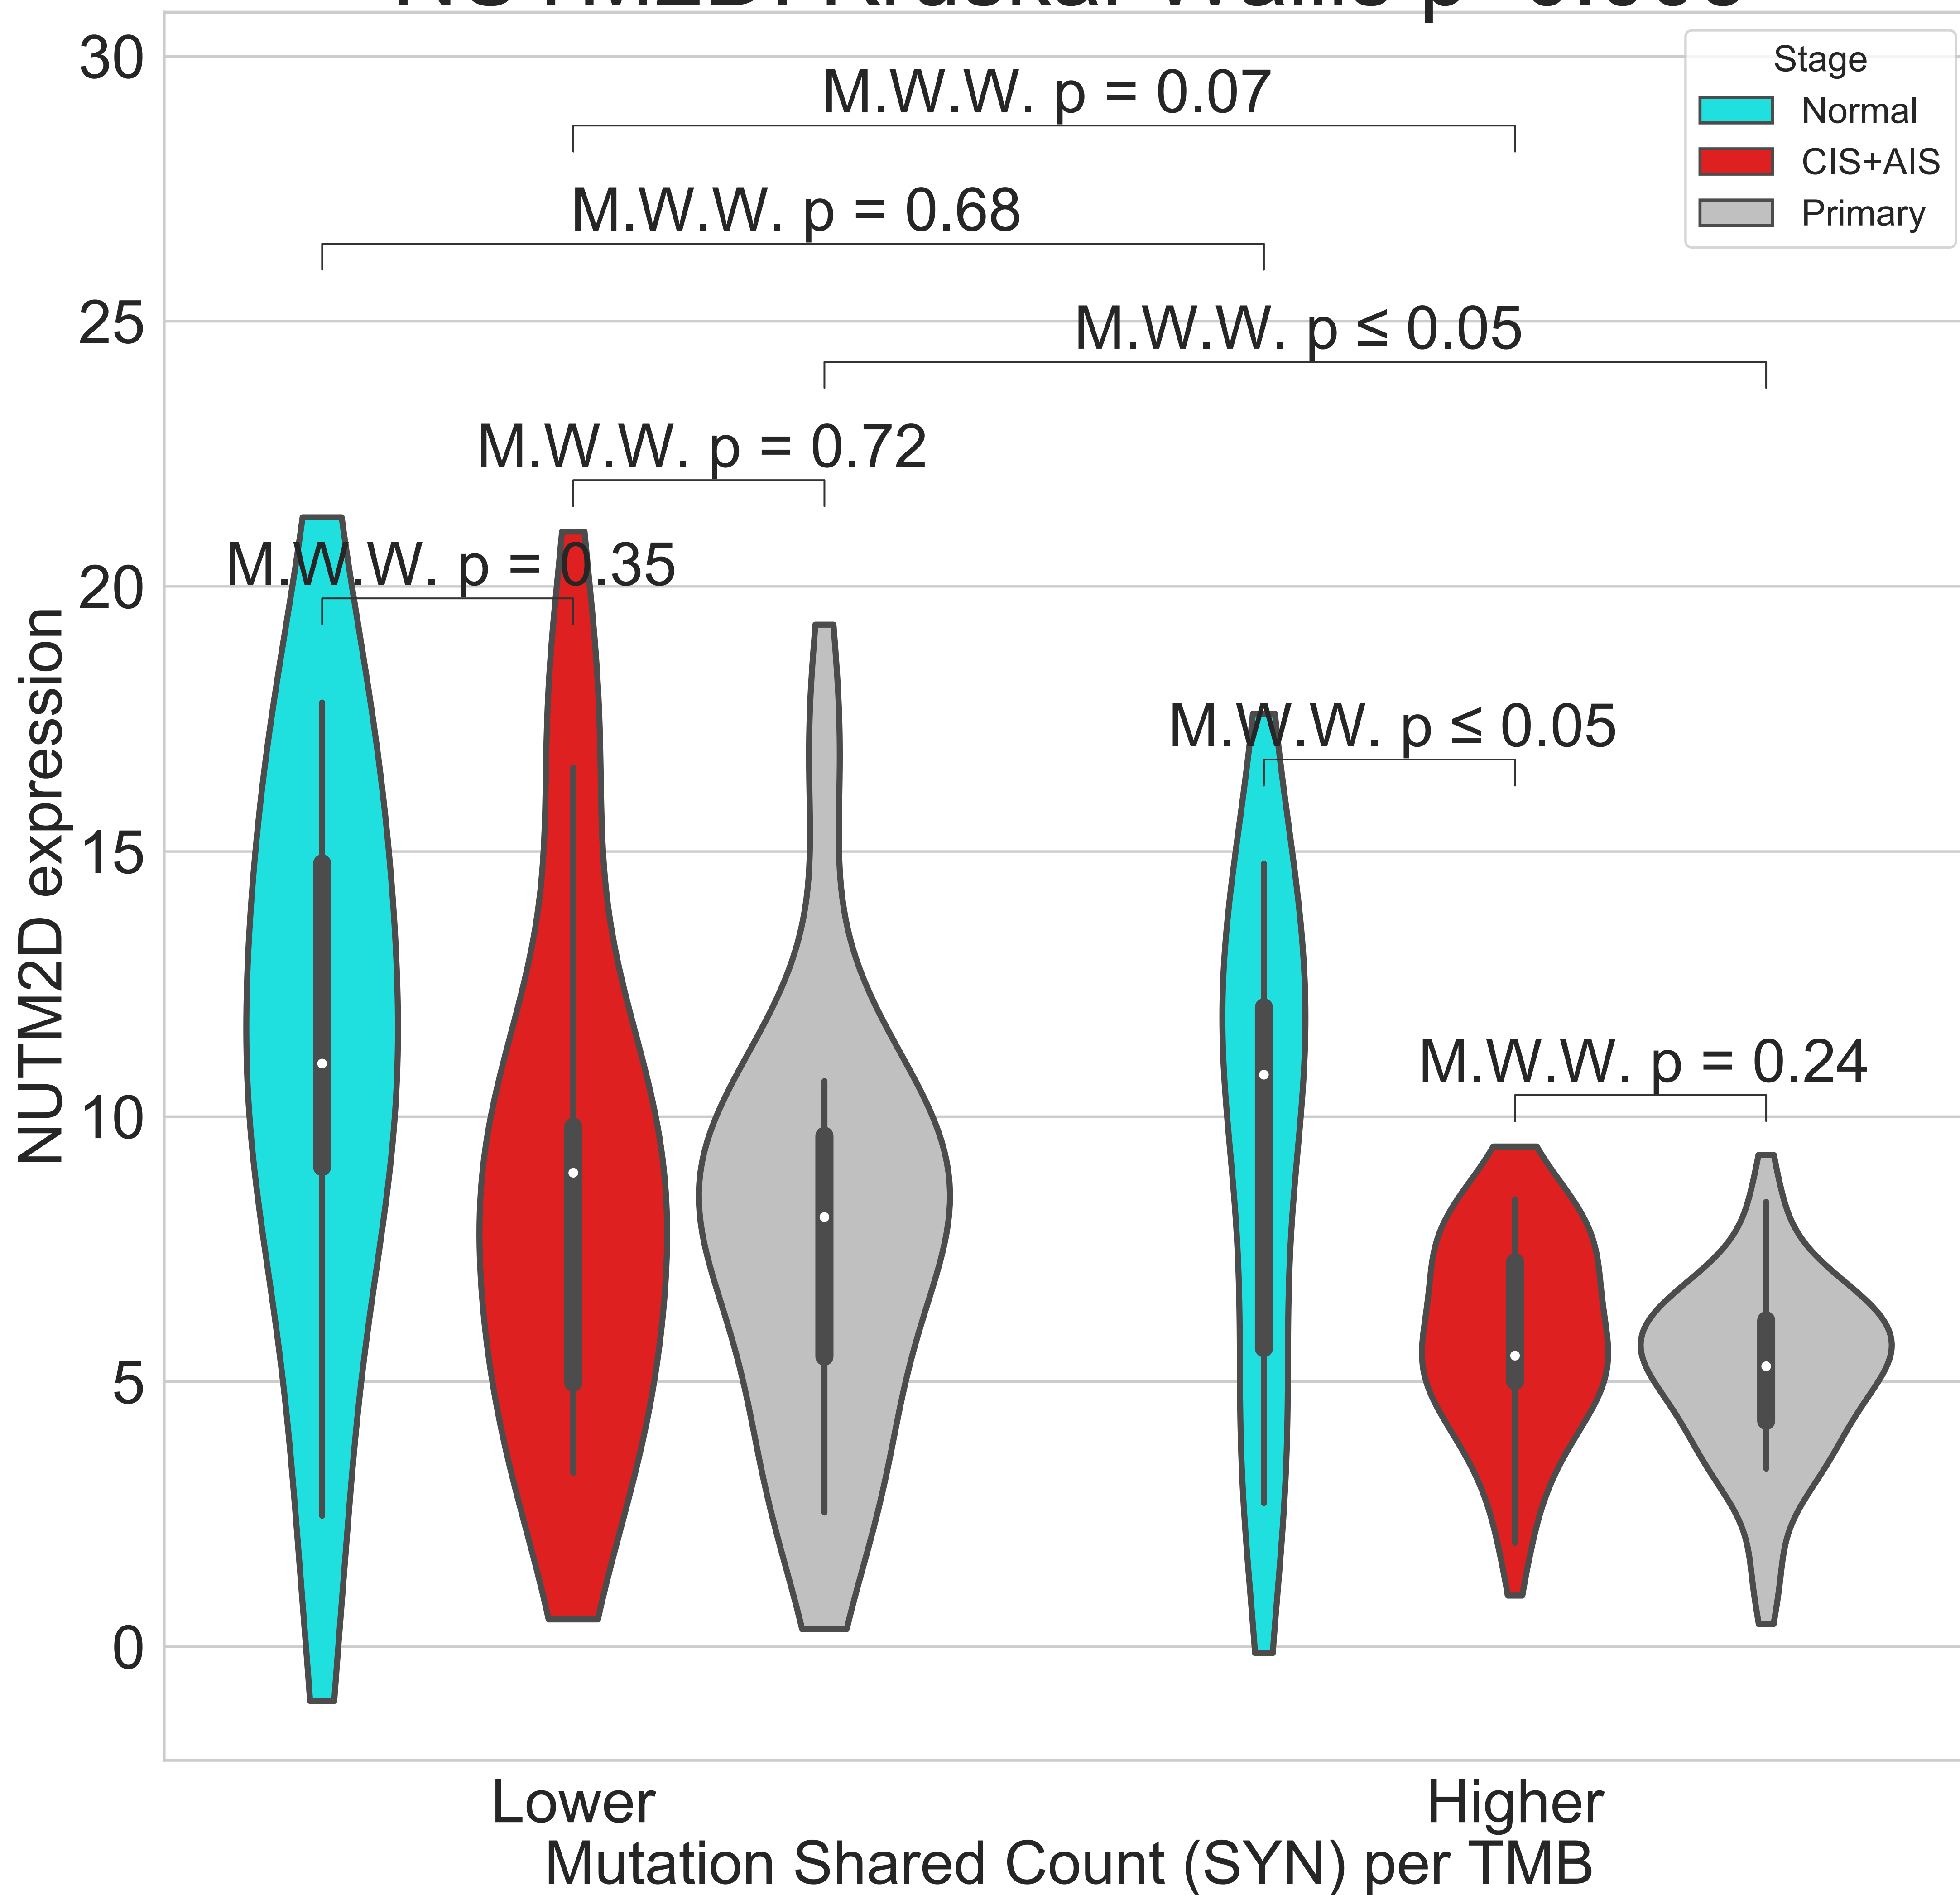 30
M.W.W. p = 0.07
Stage
Normal
CIS+AIS
Primary
M.W.W. p = 0.68
25
M.W.W. p ≤ 0.05
M.W.W. p = 0.72
M.W.W. p = 0.35
20
M.W.W. p ≤ 0.05
NUTM2D expression
15
M.W.W. p = 0.24
10
5
0
Lower
Higher
Mutation Shared Count (SYN) per TMB